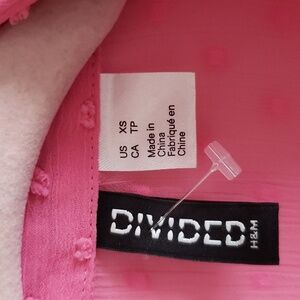 US XS
CA TP
Made in
China
Fabriqué en
Chine
DIVIDED
H&M